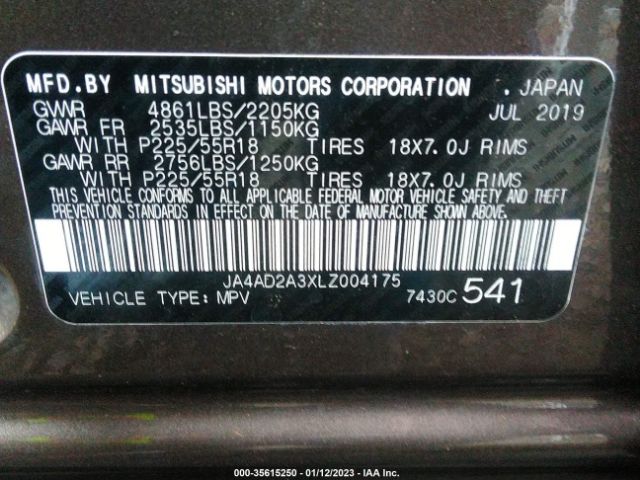 MFD.BY MITSUBISHI MOTORS CORPORATION . JAPAN
GVWR 4861LBS/2205KG JUL 2019
GAWR FR 2535LBS/1150KG
WITH P225/55R18 TIRES 18X7.0J RIMS
GAWR RR 2756LBS/1250KG
WITH P225/55R18 TIRES 18X7.0J RIMS
THIS VEHICLE CONFORMS TO ALL APPLICABLE FEDERAL MOTOR VEHICLE SAFETY AND THEFT
PREVENTION STANDARDS IN EFFECT ON THE DATE OF MANUFACTURE SHOWN ABOVE.
JA4AD2A3XLZ004175
VEHICLE TYPE: MPV 7430C 541
000-35615250 - 01/12/2023 - IAA Inc.